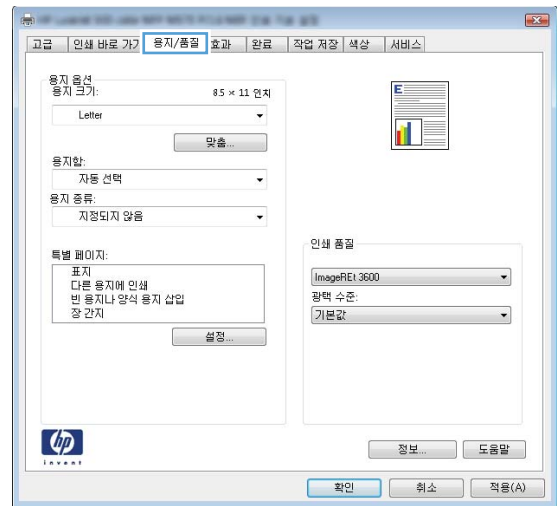 고급 인쇄 바로 가기 용지/품질 효과 완료 작업 저장 색상 서비스
용지 옵션
용지 크기: 8.5 × 11 인치
Letter
맞춤...
용지함:
자동 선택
용지 종류:
지정되지 않음
특별 페이지:
표지
다른 용지에 인쇄
빈 용지나 양식 용지 삽입
장 간지
설정...
E
인쇄 품질
ImageREt 3600
광택 수준:
기본값
hp
invent
정보... 도움말
확인 취소 적용(A)